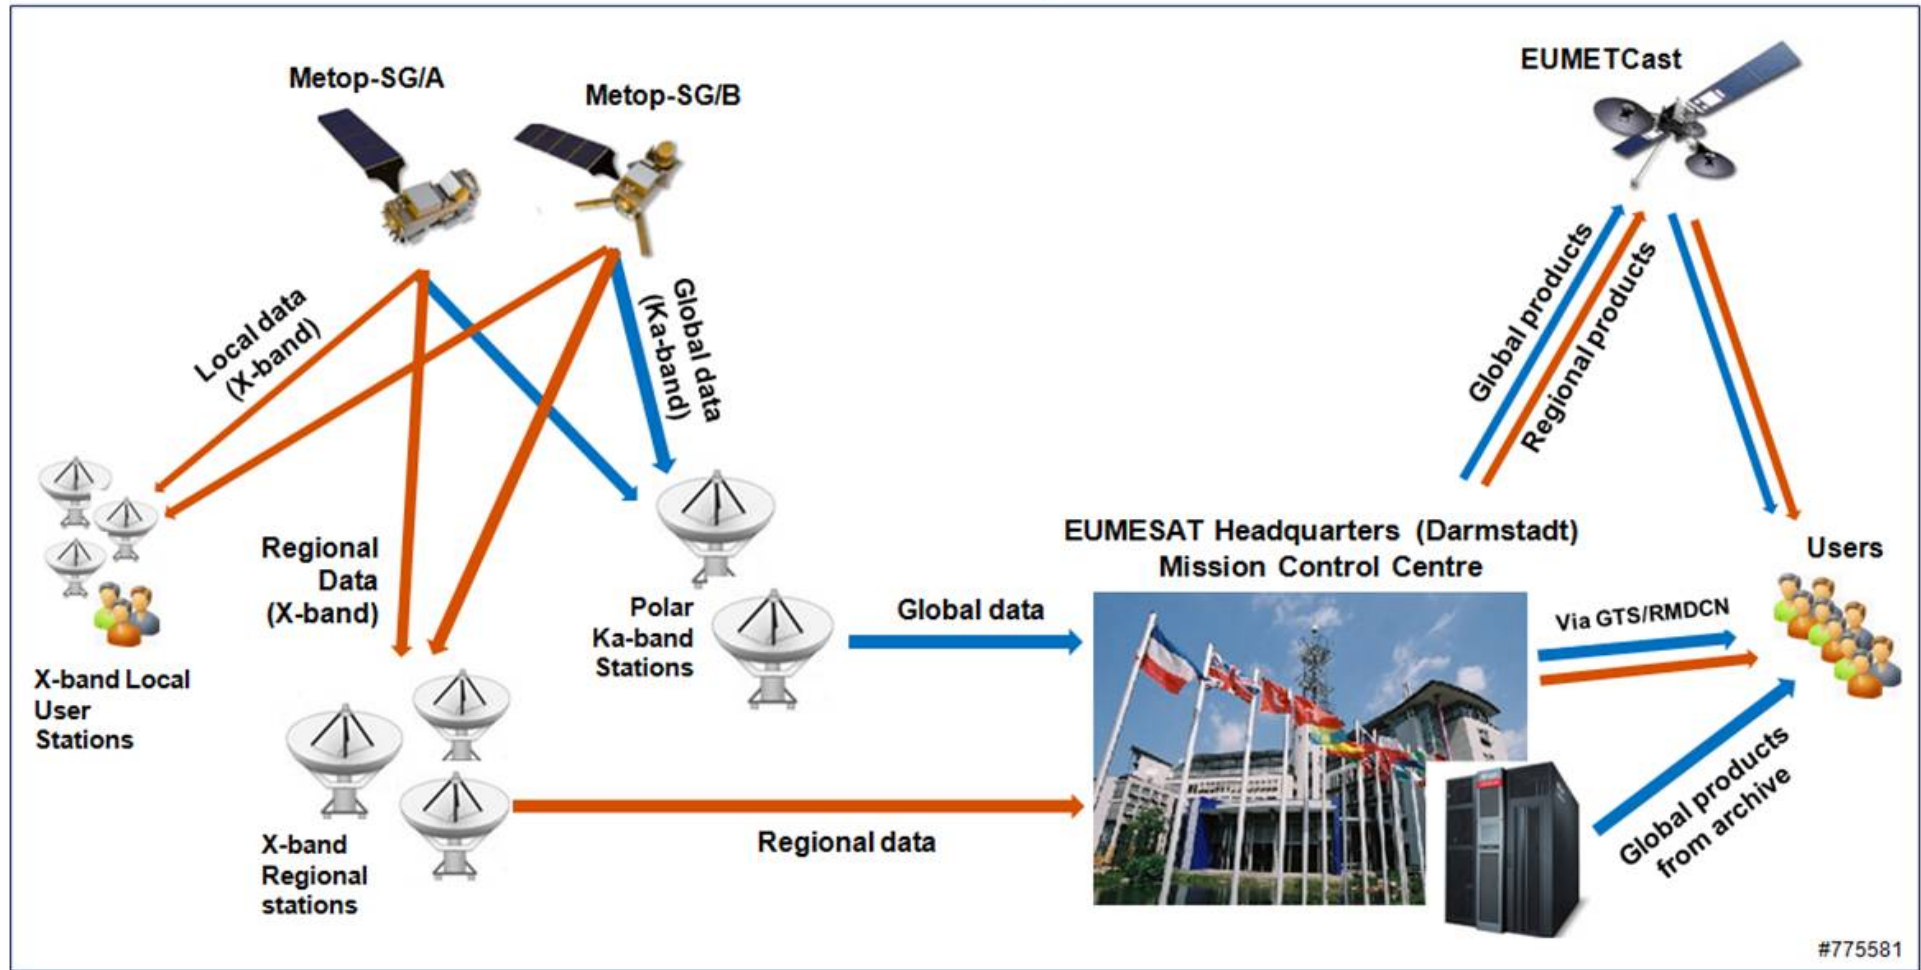 Metop-SG/A
Metop-SG/B
EUMETCast
Local data
(X-band)
Global data
(Ka-band)
Global products
Regional products
Regional
Data
(X-band)
EUMESAT Headquarters (Darmstadt)
Mission Control Centre
Users
Polar
Ka-band
Stations
Global data
Via GTS/RMDCN
X-band Local
User
Stations
X-band
Regional
stations
Regional data
Global products
from archive
#775581